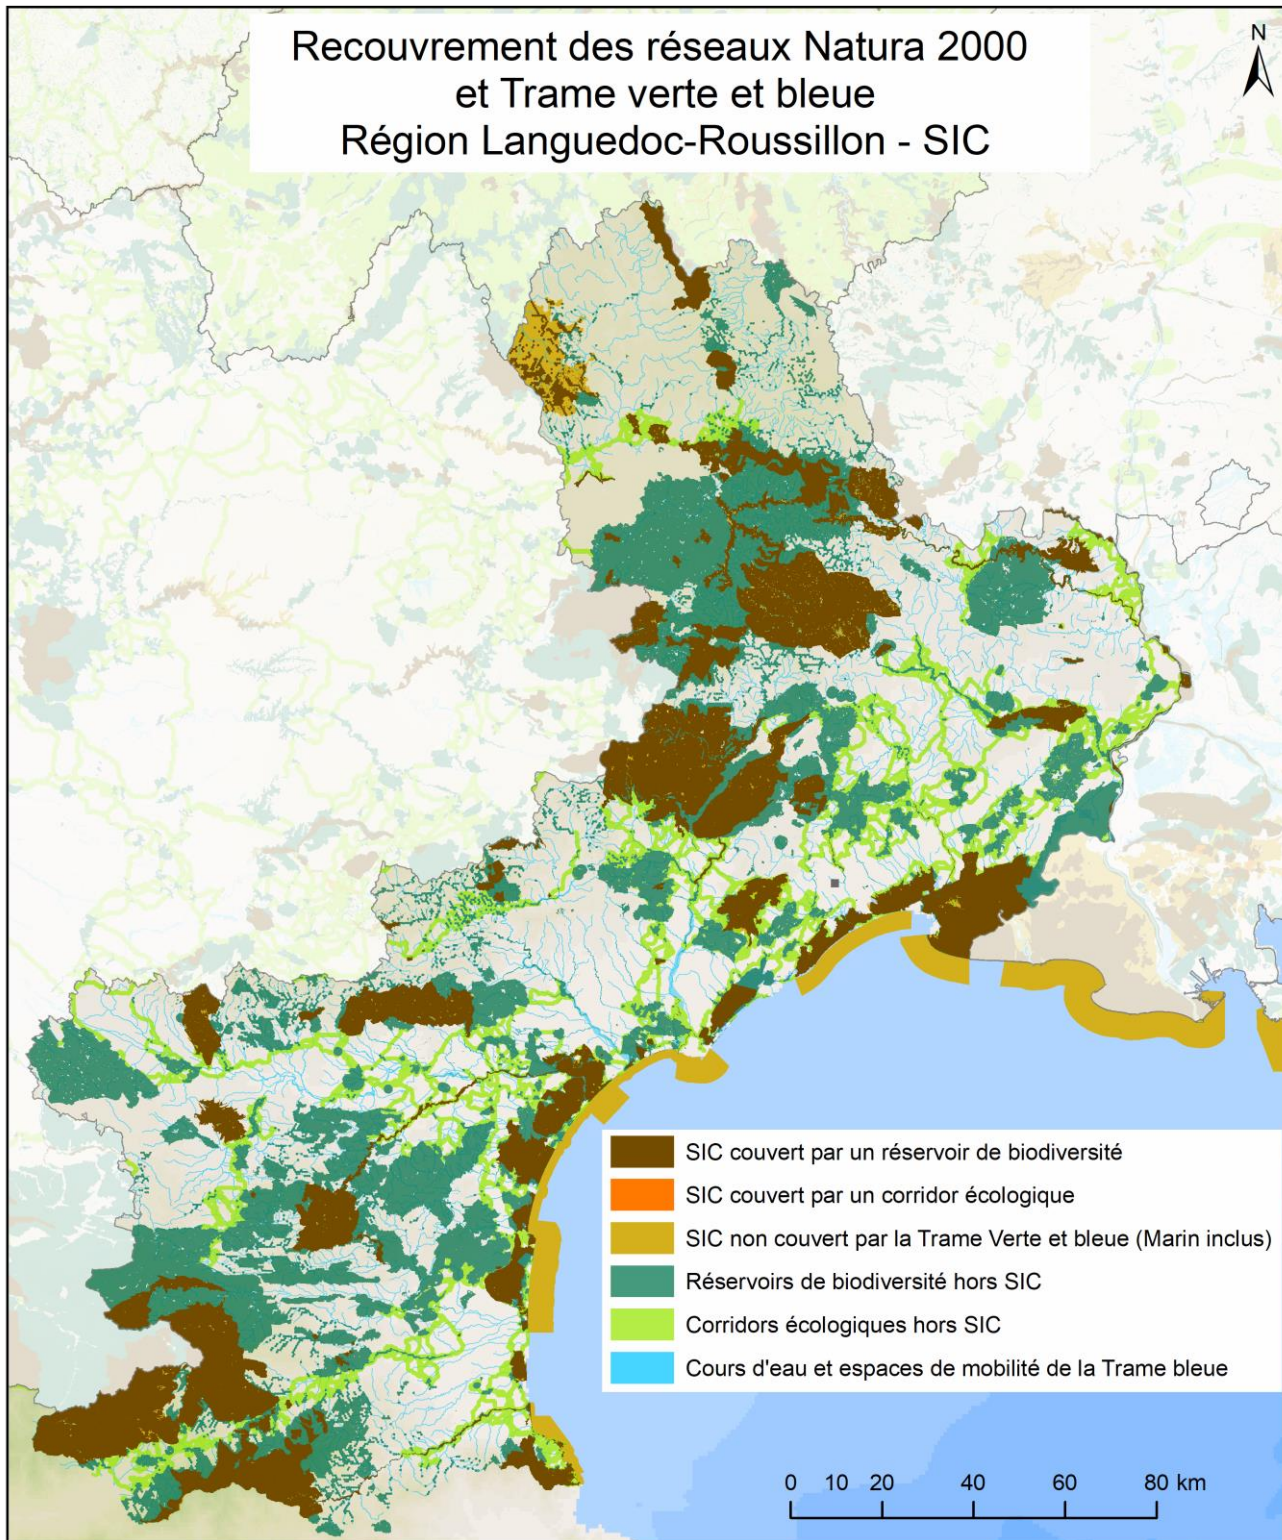 Recouvrement des réseaux Natura 2000
et Trame verte et bleue
Région Languedoc-Roussillon - SIC
N
SIC couvert par un réservoir de biodiversité
SIC couvert par un corridor écologique
SIC non couvert par la Trame Verte et bleue (Marin inclus)
Réservoirs de biodiversité hors SIC
Corridors écologiques hors SIC
Cours d'eau et espaces de mobilité de la Trame bleue
0 10 20 40 60 80 km